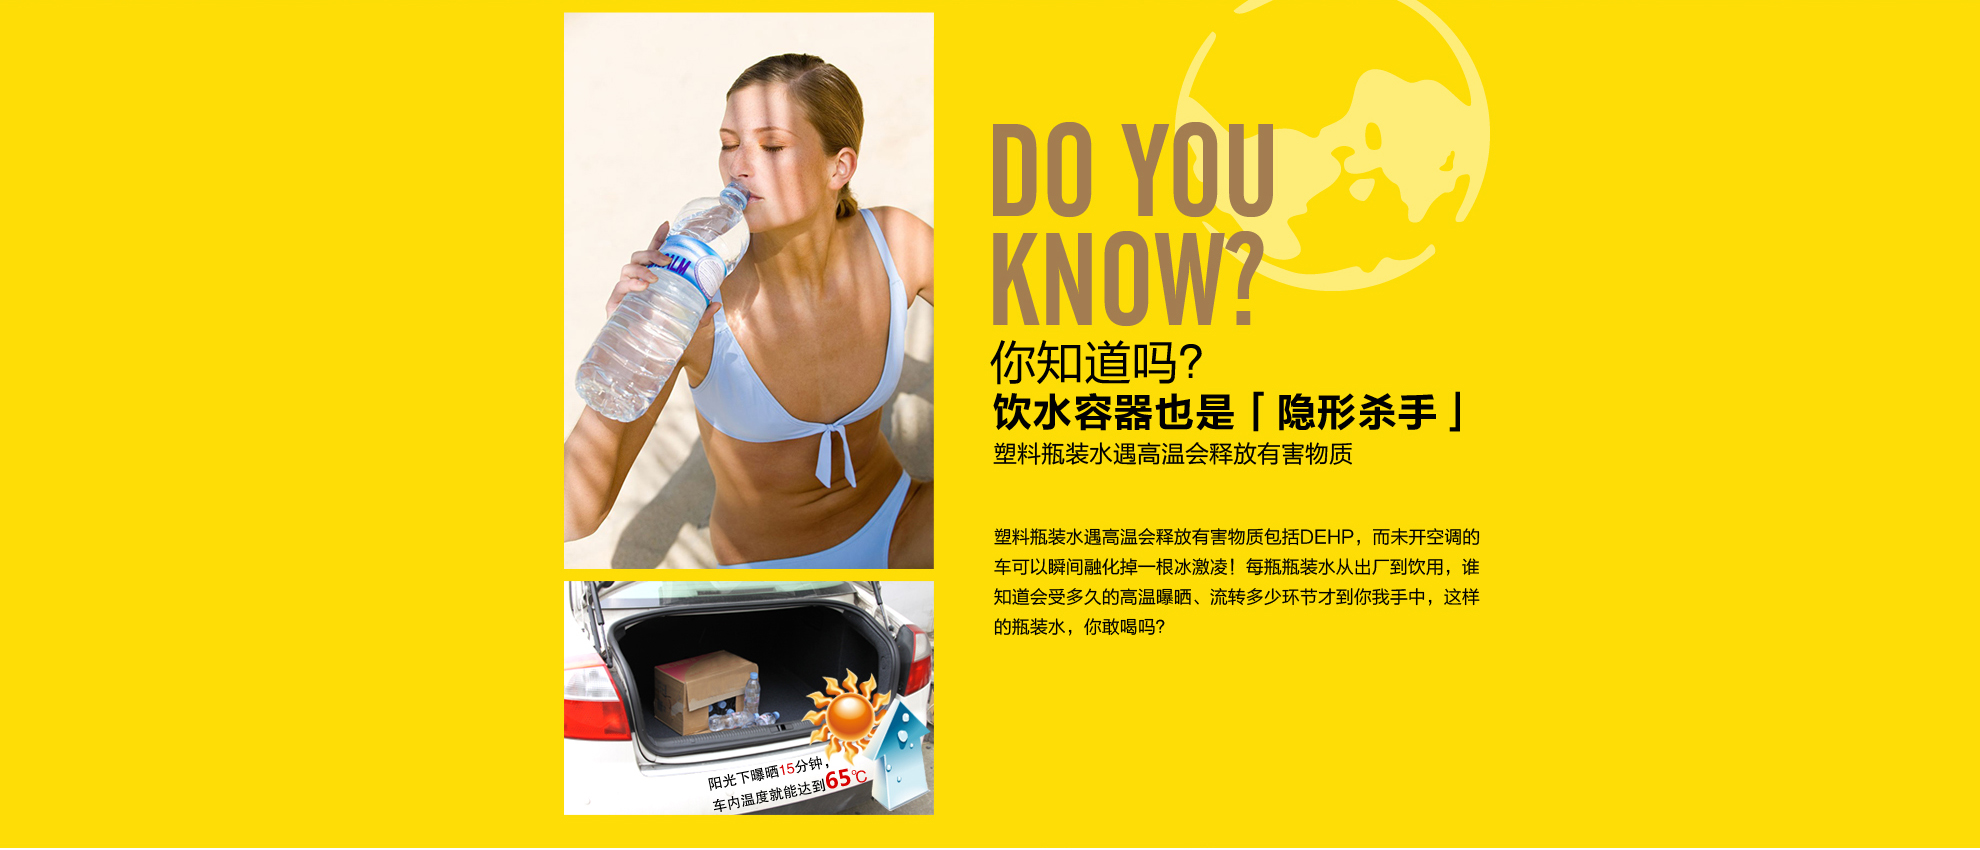 DO YOU
KNOW?
你知道吗?
饮水容器也是「隐形杀手」
塑料瓶装水遇高温会释放有害物质
塑料瓶装水遇高温会释放有害物质包括DEHP，而未开空调的
车可以瞬间融化掉一根冰激凌！每瓶瓶装水从出厂到饮用，谁
知道会受多久的高温曝晒、流转多少环节才到你我手中，这样
的瓶装水，你敢喝吗?
阳光下曝晒15分钟，
车内温度就能达到65℃